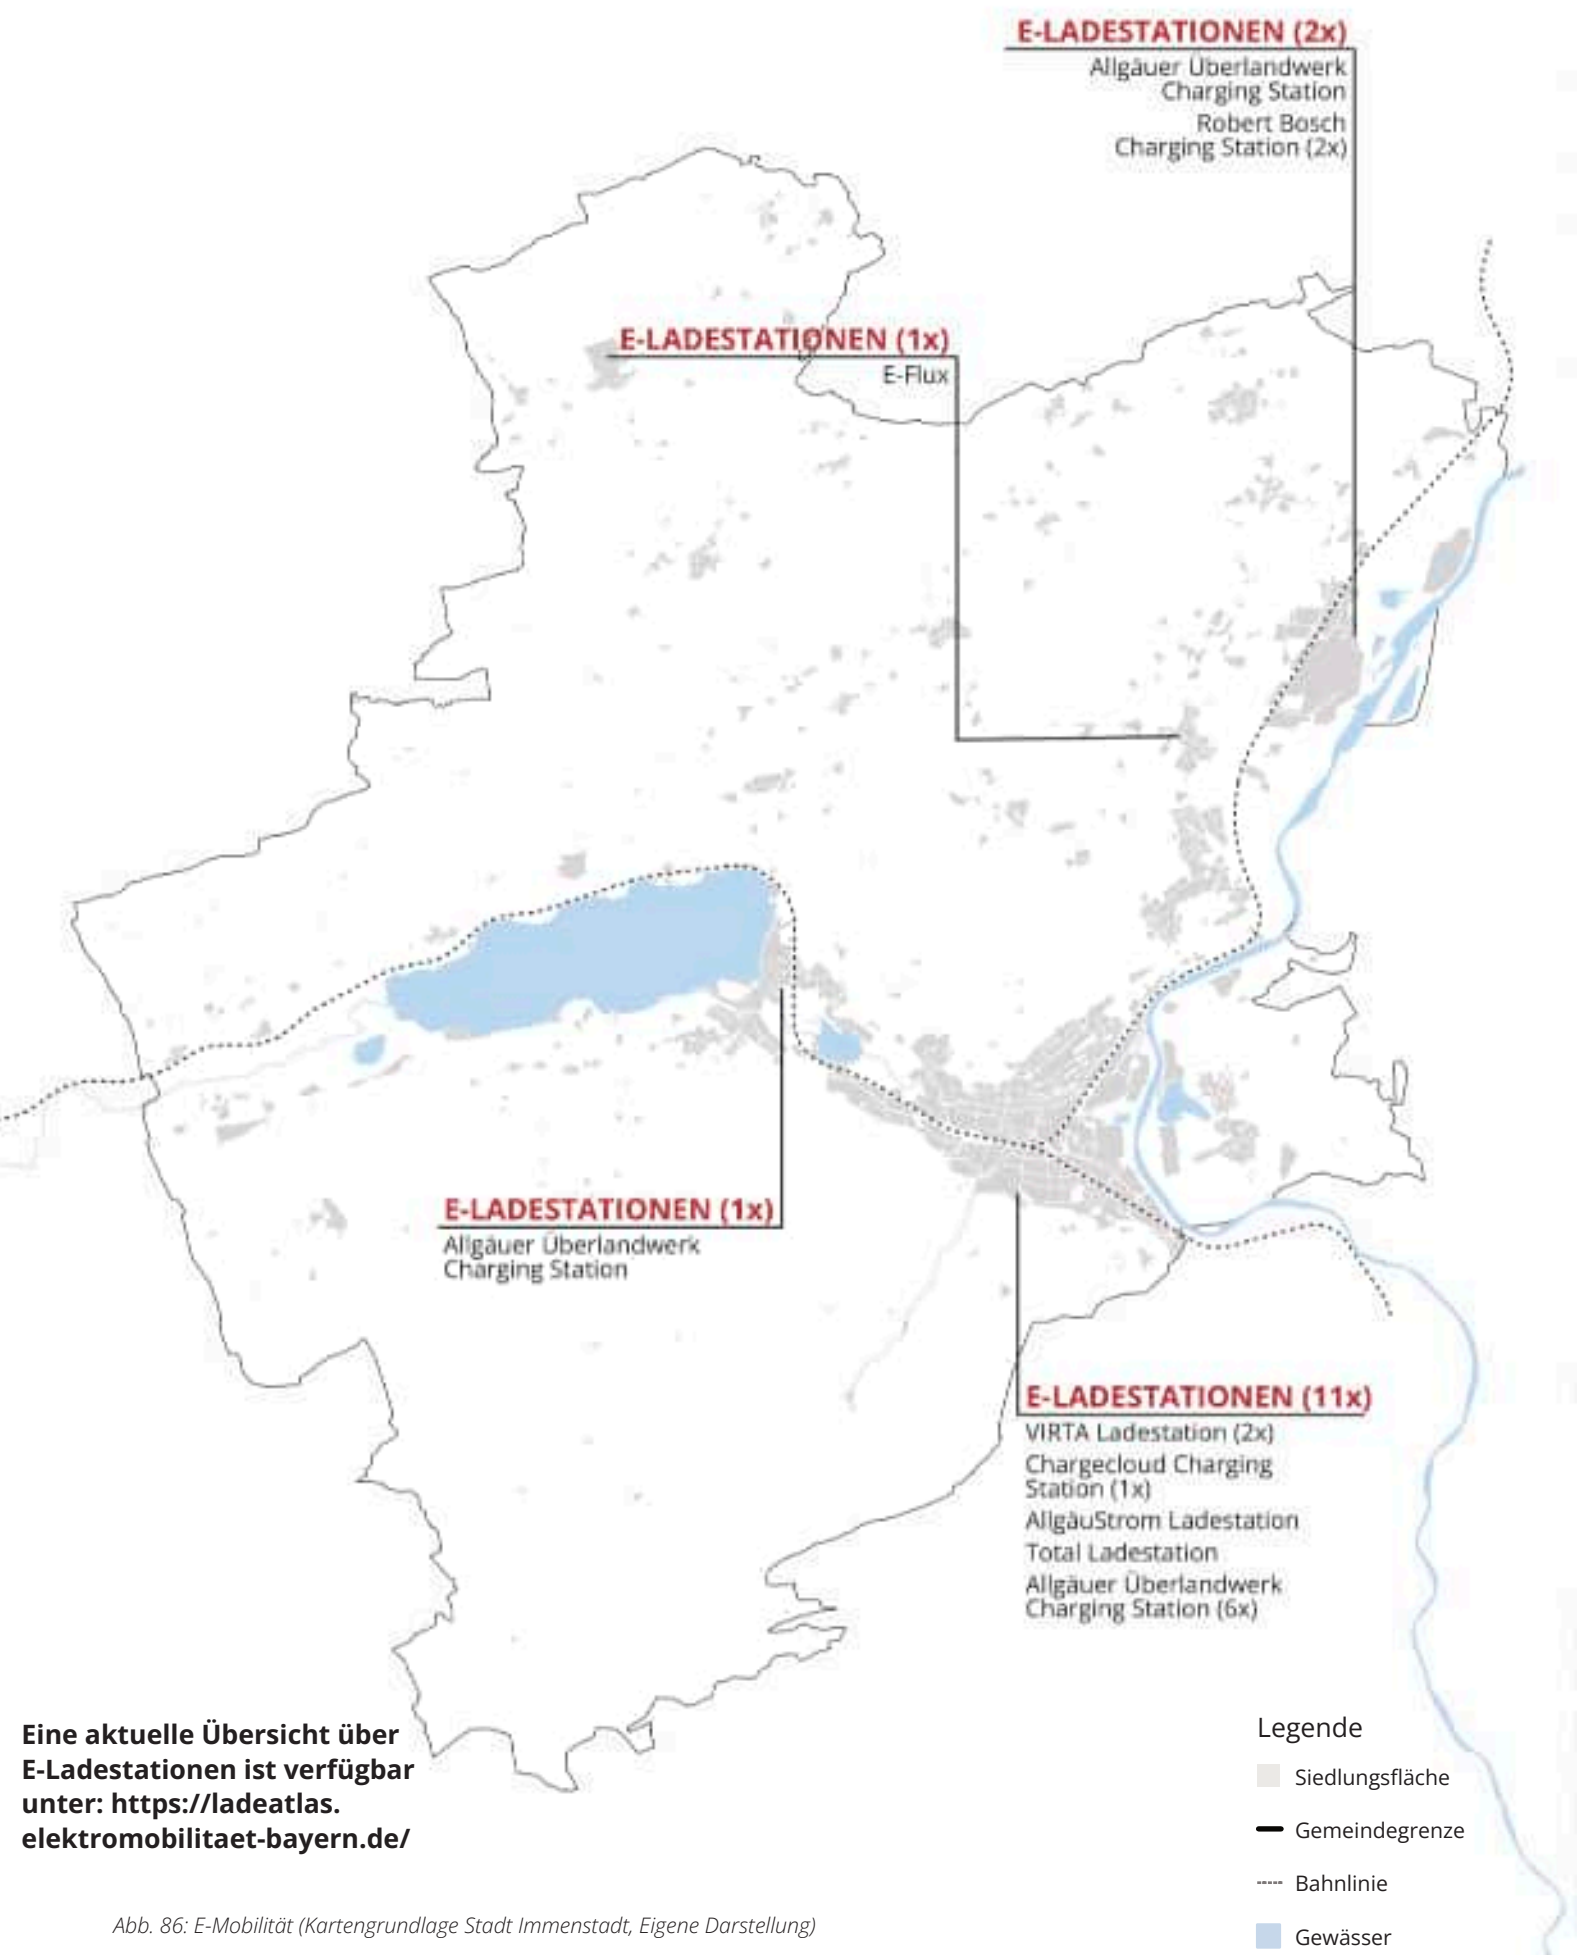 E-LADESTATIONEN (2x)
Allgäuer Überlandwerk
Charging Station
Robert Bosch
Charging Station (2x)
E-LADESTATIONEN (1x)
E-Flux
E-LADESTATIONEN (1x)
Allgäuer Überlandwerk
Charging Station
E-LADESTATIONEN (11x)
VIRTA Ladestation (2x)
Chargecloud Charging
Station (1x)
AllgäuStrom Ladestation
Total Ladestation
Allgäuer Überlandwerk
Charging Station (6x)
Eine aktuelle Übersicht über
E-Ladestationen ist verfügbar
unter: https://ladeatlas.
elektromobilitaet-bayern.de/
Legende
Siedlungsfläche
Gemeindegrenze
Bahnlinie
Gewässer
Abb. 86: E-Mobilität (Kartengrundlage Stadt Immenstadt, Eigene Darstellung)